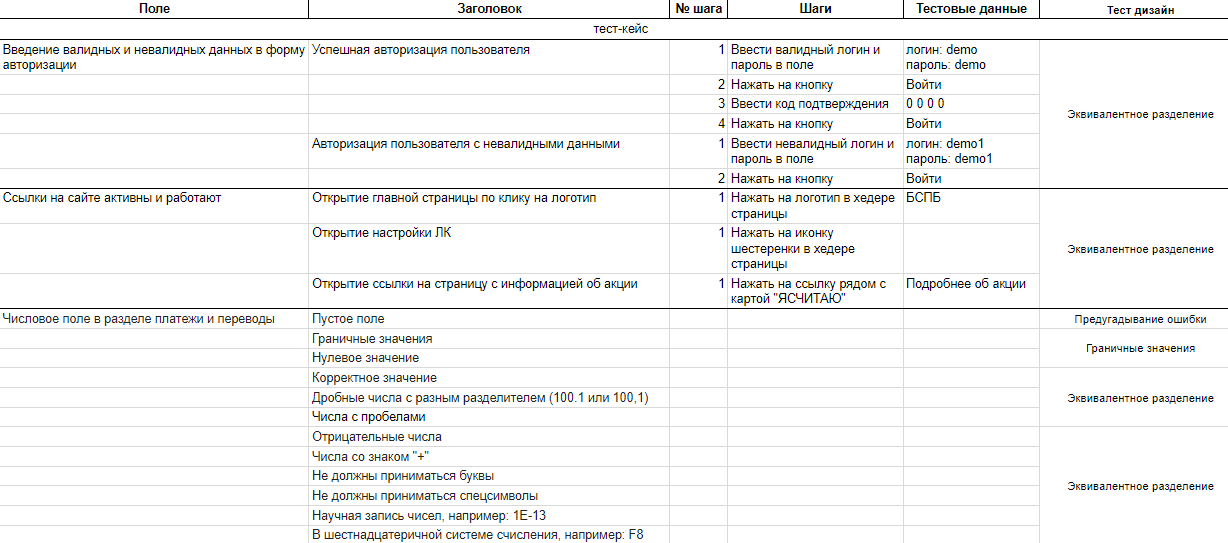 Поле Заголовок № шага Шаги Тестовые данные Тест дизайн
тест-кейс
Введение валидных и невалидных данных в форму Успешная авторизация пользователя 1 Ввести валидный логин и логин: demo
авторизации пароль в поле пароль: demo
2 Нажать на кнопку Войти
3 Ввести код подтверждения 0 0 0 0
Эквивалентное разделение
4 Нажать на кнопку Войти
Авторизация пользователя с невалидными данными 1 Ввести невалидный логин и логин: demo1
пароль в поле пароль: demo1
2 Нажать на кнопку Войти
Ссылки на сайте активны и работают Открытие главной страницы по клику на логотип 1 Нажать на логотип в хедере БСПБ
страницы
Открытие настройки ЛК 1 Нажать на иконку
шестеренки в хедере Эквивалентное разделение
страницы
Открытие ссылки на страницу с информацией об акции 1 Нажать на ссылку рядом с Подробнее об акции
картой "ЯСЧИТАЮ"
Числовое поле в разделе платежи и переводы Пустое поле Предугадывание ошибки
Граничные значения
Граничные значения
Нулевое значение
Корректное значение
Дробные числа с разным разделителем (100.1 или 100,1) Эквивалентное разделение
Числа с пробелами
Отрицательные числа
Числа со знаком "+"
Не должны приниматься буквы
Эквивалентное разделение
Не должны приниматься спецсимволы
Научная запись чисел, например: 1E-13
В шестнадцатеричной системе счисления, например: F8